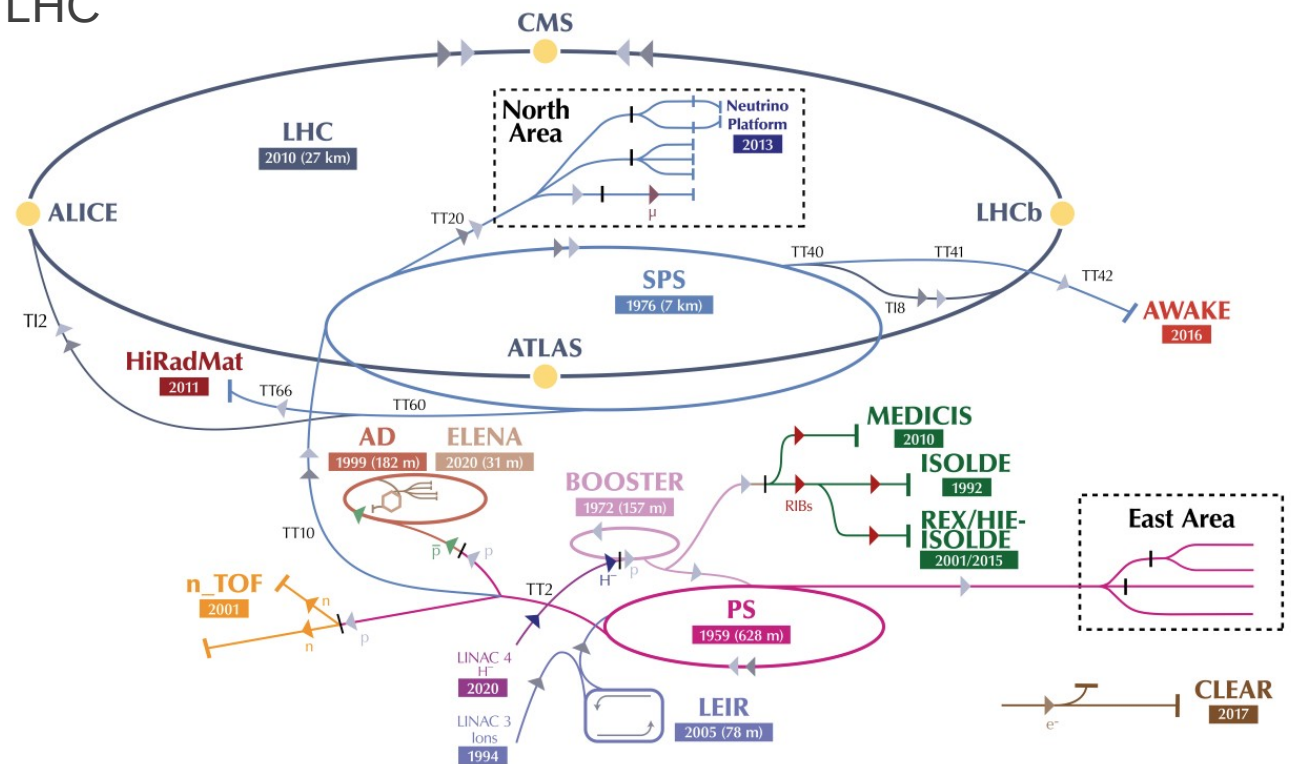 LHC
CMS
North
Area
Neutrino
Platform
2013
μ
LHC
2010 (27 km)
ALICE
LHCb
TT20
TT40
TT41
TT42
SPS
1976 (7 km)
TI8
AWAKE
2016
TI2
ATLAS
HiRadMat
2011
TT66
TT60
AD
1999 (182 m)
ELENA
2020 (31 m)
MEDICIS
2010
ISOLDE
1992
RIBs
REX/HIE-
ISOLDE
2001/2015
BOOSTER
1972 (157 m)
p
H⁻
East Area
TT10
p̅
p
n_TOF
2001
n
n
p
TT2
PS
1959 (628 m)
LINAC 4
H⁻
2020
LINAC 3
Ions
1994
LEIR
2005 (78 m)
CLEAR
2017
e⁻